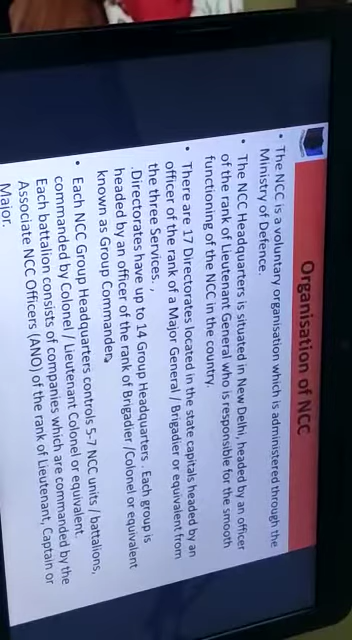 Organisation of NCC
• The NCC is a voluntary organisation which is administered through the
Ministry of Defence.
• The NCC Headquarters is situated in New Delhi, headed by an officer
of the rank of Lieutenant General who is responsible for the smooth
functioning of the NCC in the country.
• There are 17 Directorates located in the state capitals headed by an
officer of the rank of a Major General / Brigadier or equivalent from
the three Services. ,
.Directorates have up to 14 Group Headquarters . Each group is
headed by an officer of the rank of Brigadier /Colonel or equivalent
known as Group Commander.
• Each NCC Group Headquarters controls 5-7 NCC units / battalions,
commanded by Colonel / Lieutenant Colonel or equivalent.
Each battalion consists of companies which are commanded by the
Associate NCC Officers (ANO) of the rank of Lieutenant, Captain or
Major.